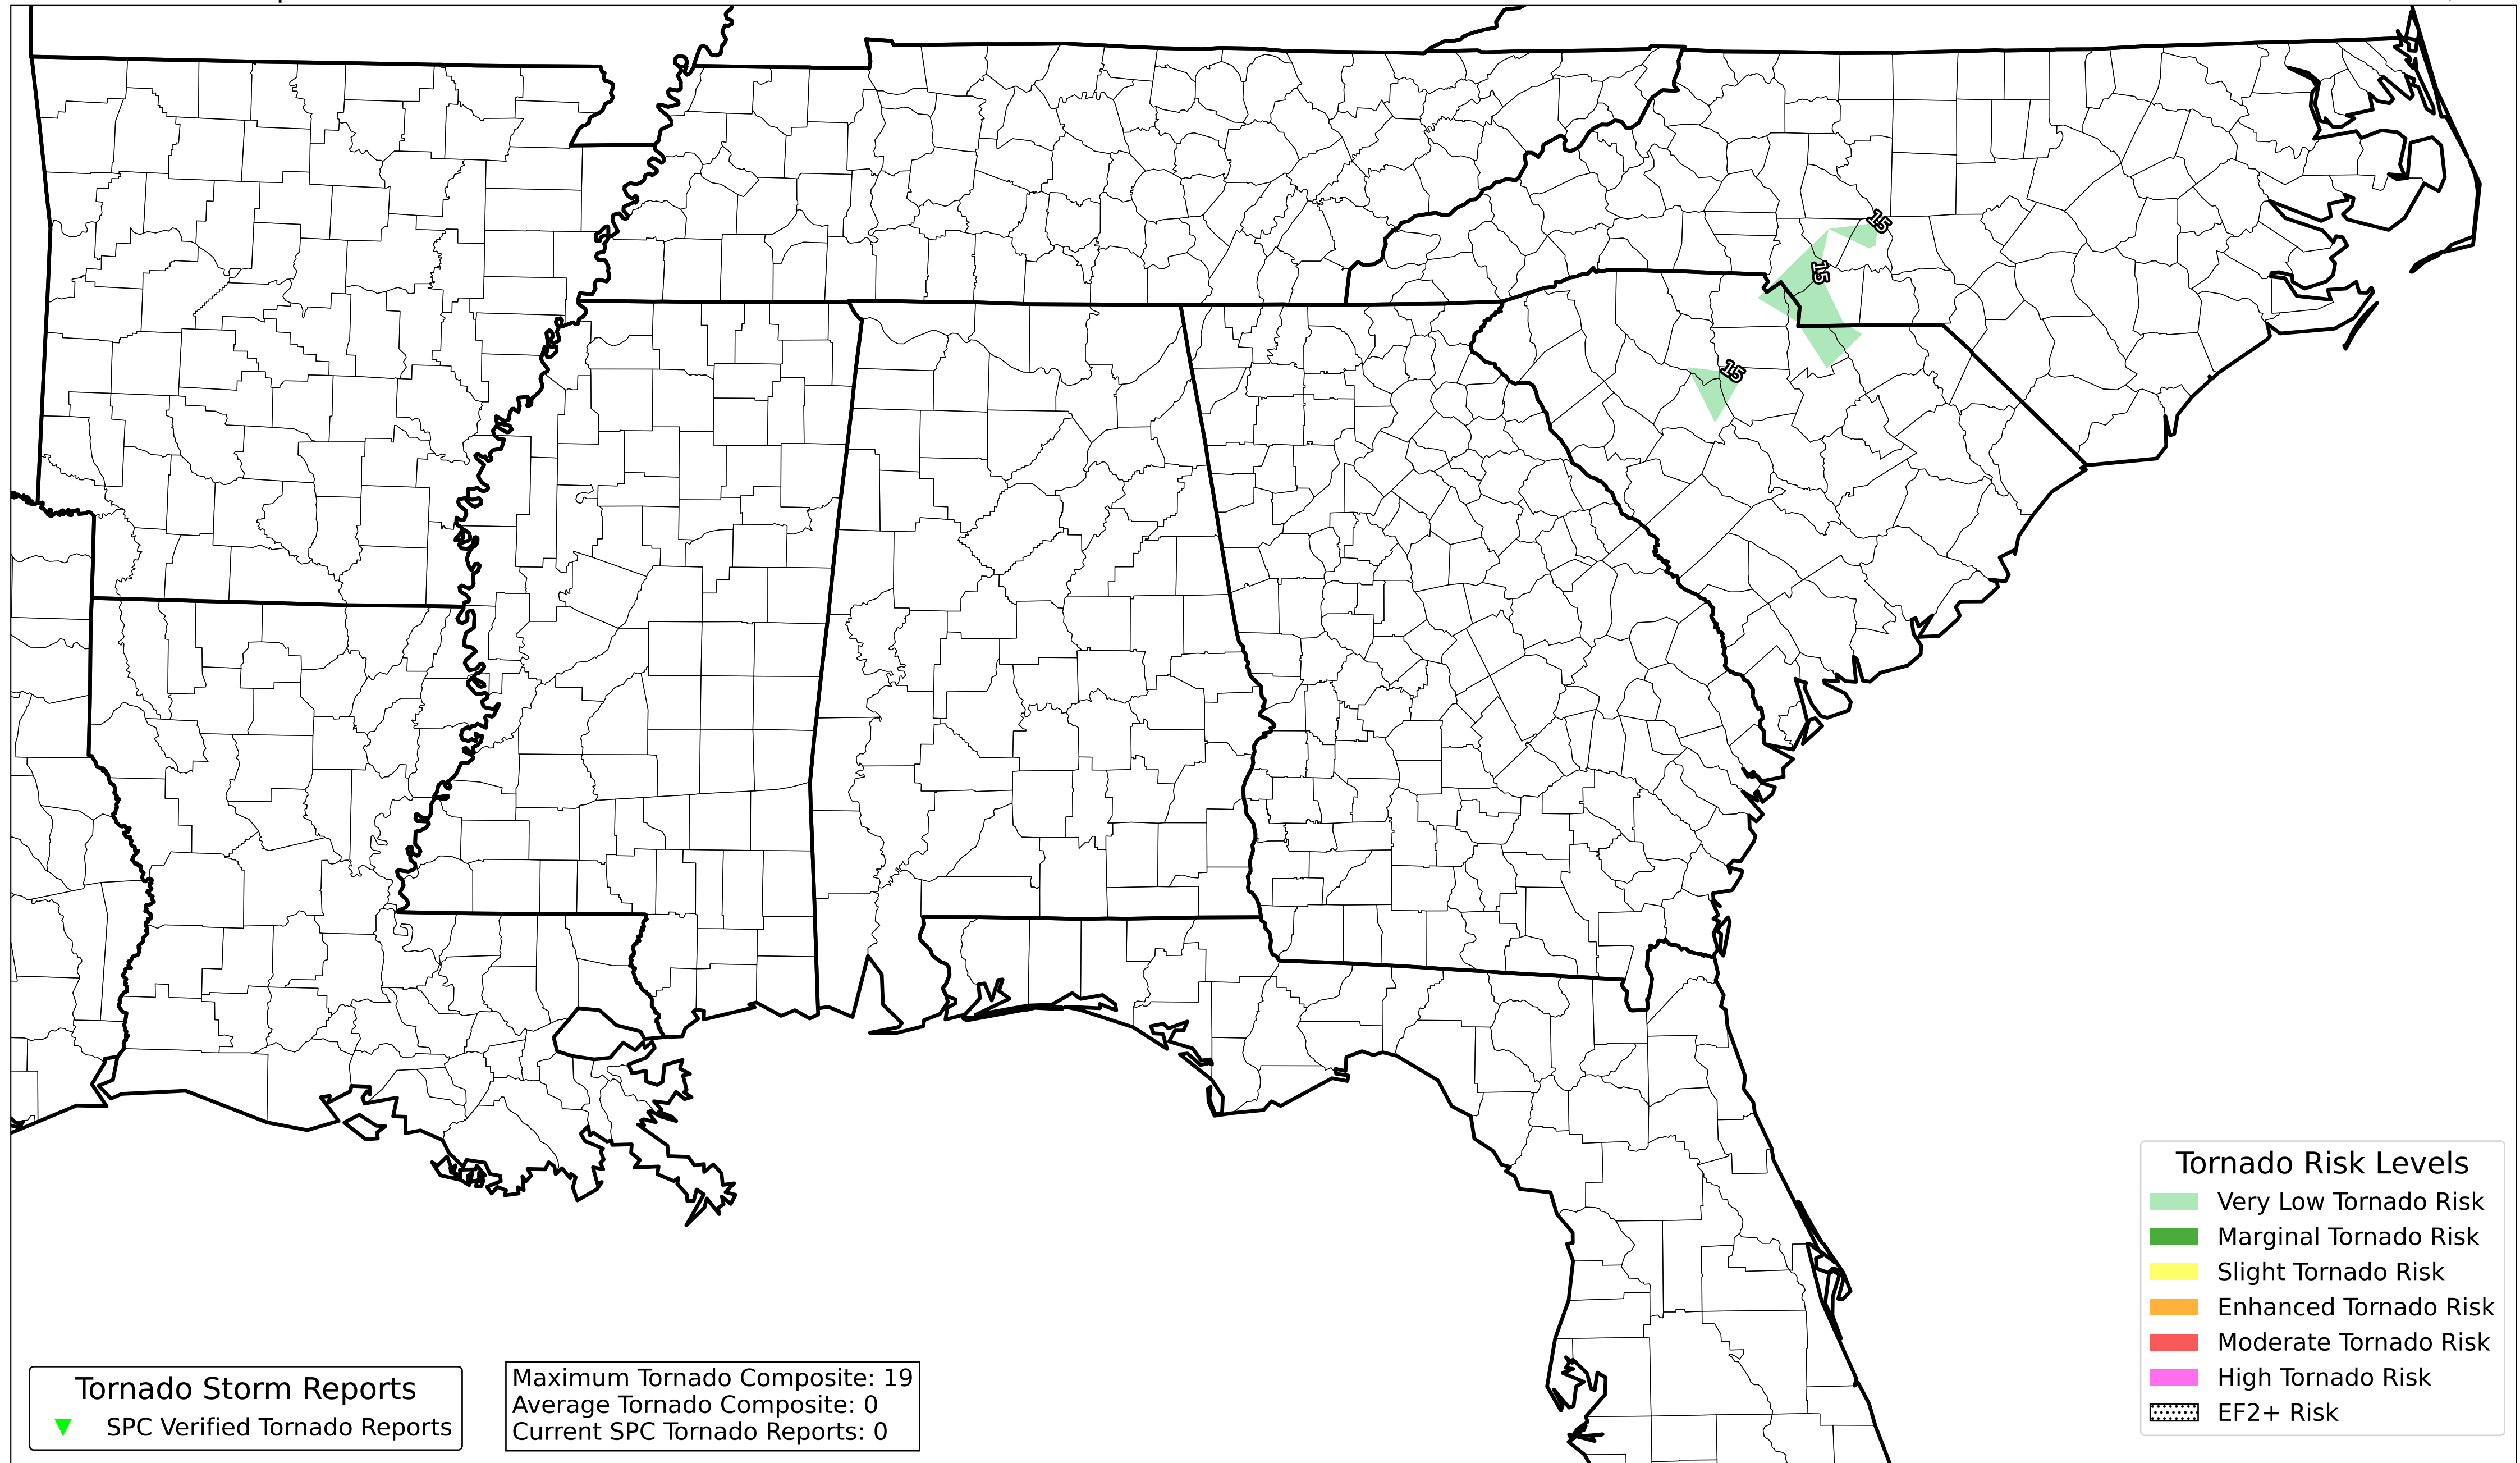 15
15
15
Tornado Risk Levels
Very Low Tornado Risk
Marginal Tornado Risk
Slight Tornado Risk
Enhanced Tornado Risk
Moderate Tornado Risk
High Tornado Risk
EF2+ Risk
Tornado Storm Reports
SPC Verified Tornado Reports
Maximum Tornado Composite: 19
Average Tornado Composite: 0
Current SPC Tornado Reports: 0